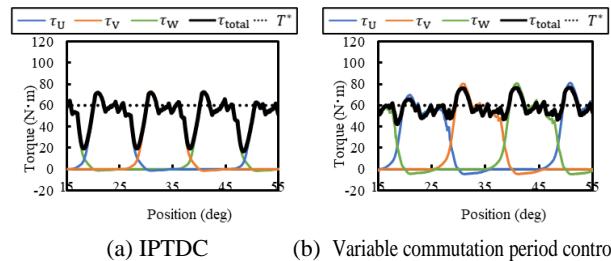 τU τV τW τtotal T*
τU τV τW τtotal T*
Torque (N·m)
120
100
80
60
40
20
0
-20
15 25 35 45 55
Position (deg)
Torque (N·m)
120
100
80
60
40
20
0
-20
15 25 35 45 55
Position (deg)
(a) IPTDC
(b) Variable commutation period contro